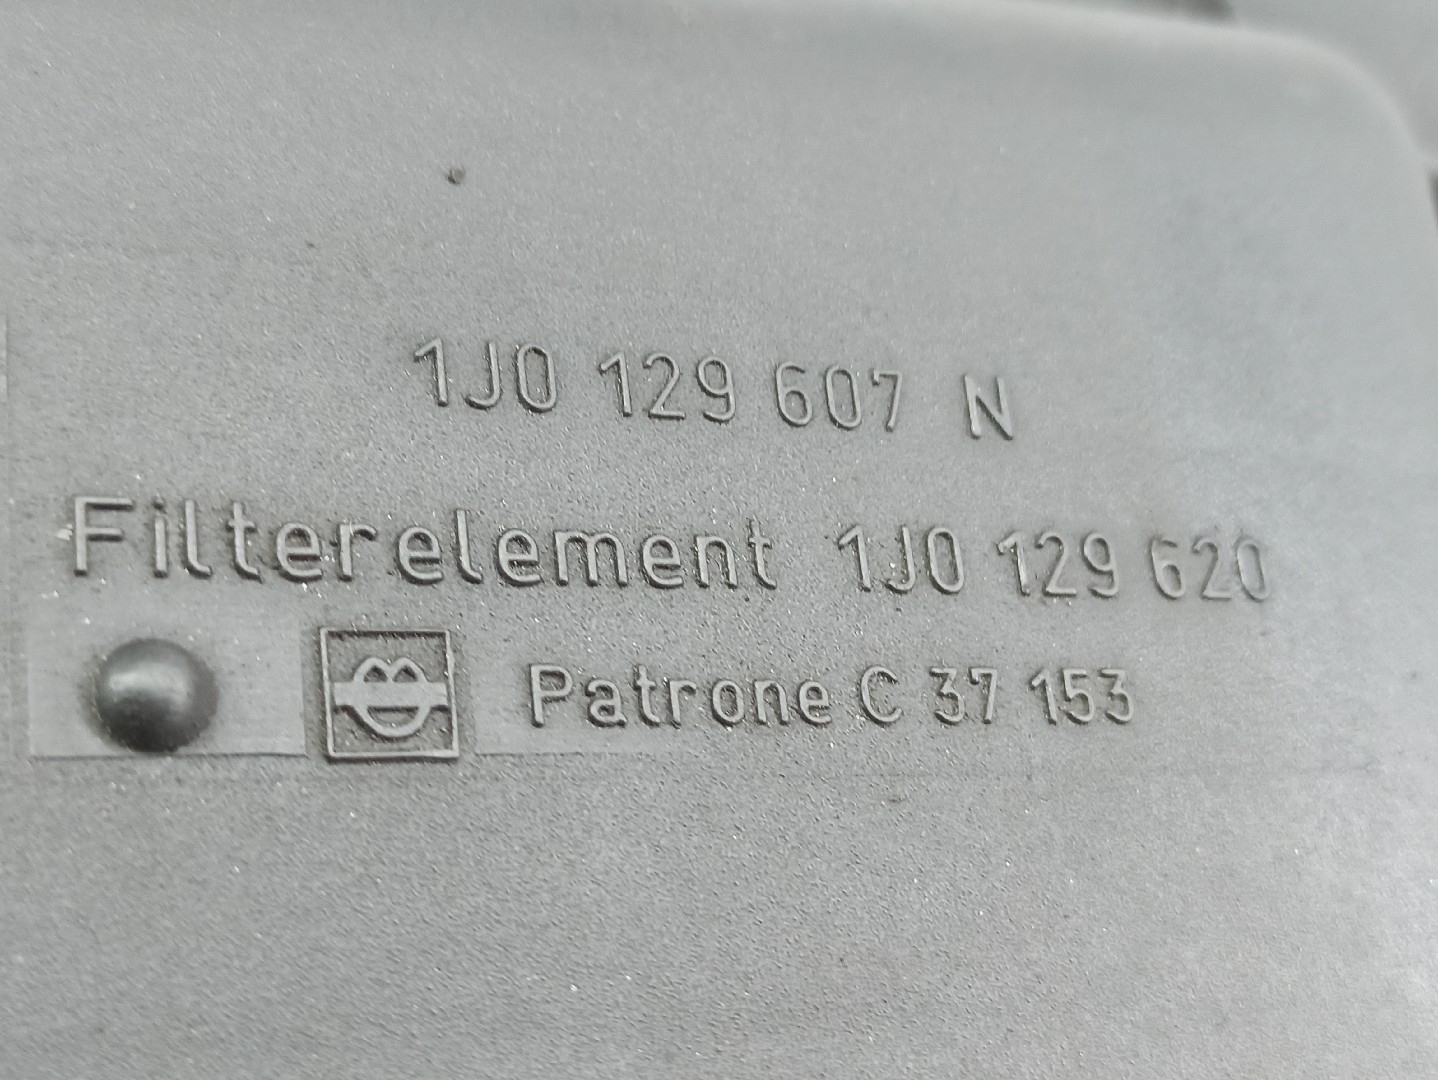 1J0 129 607 N
Filterelement 1J0 129 620
Patrone C 37 153